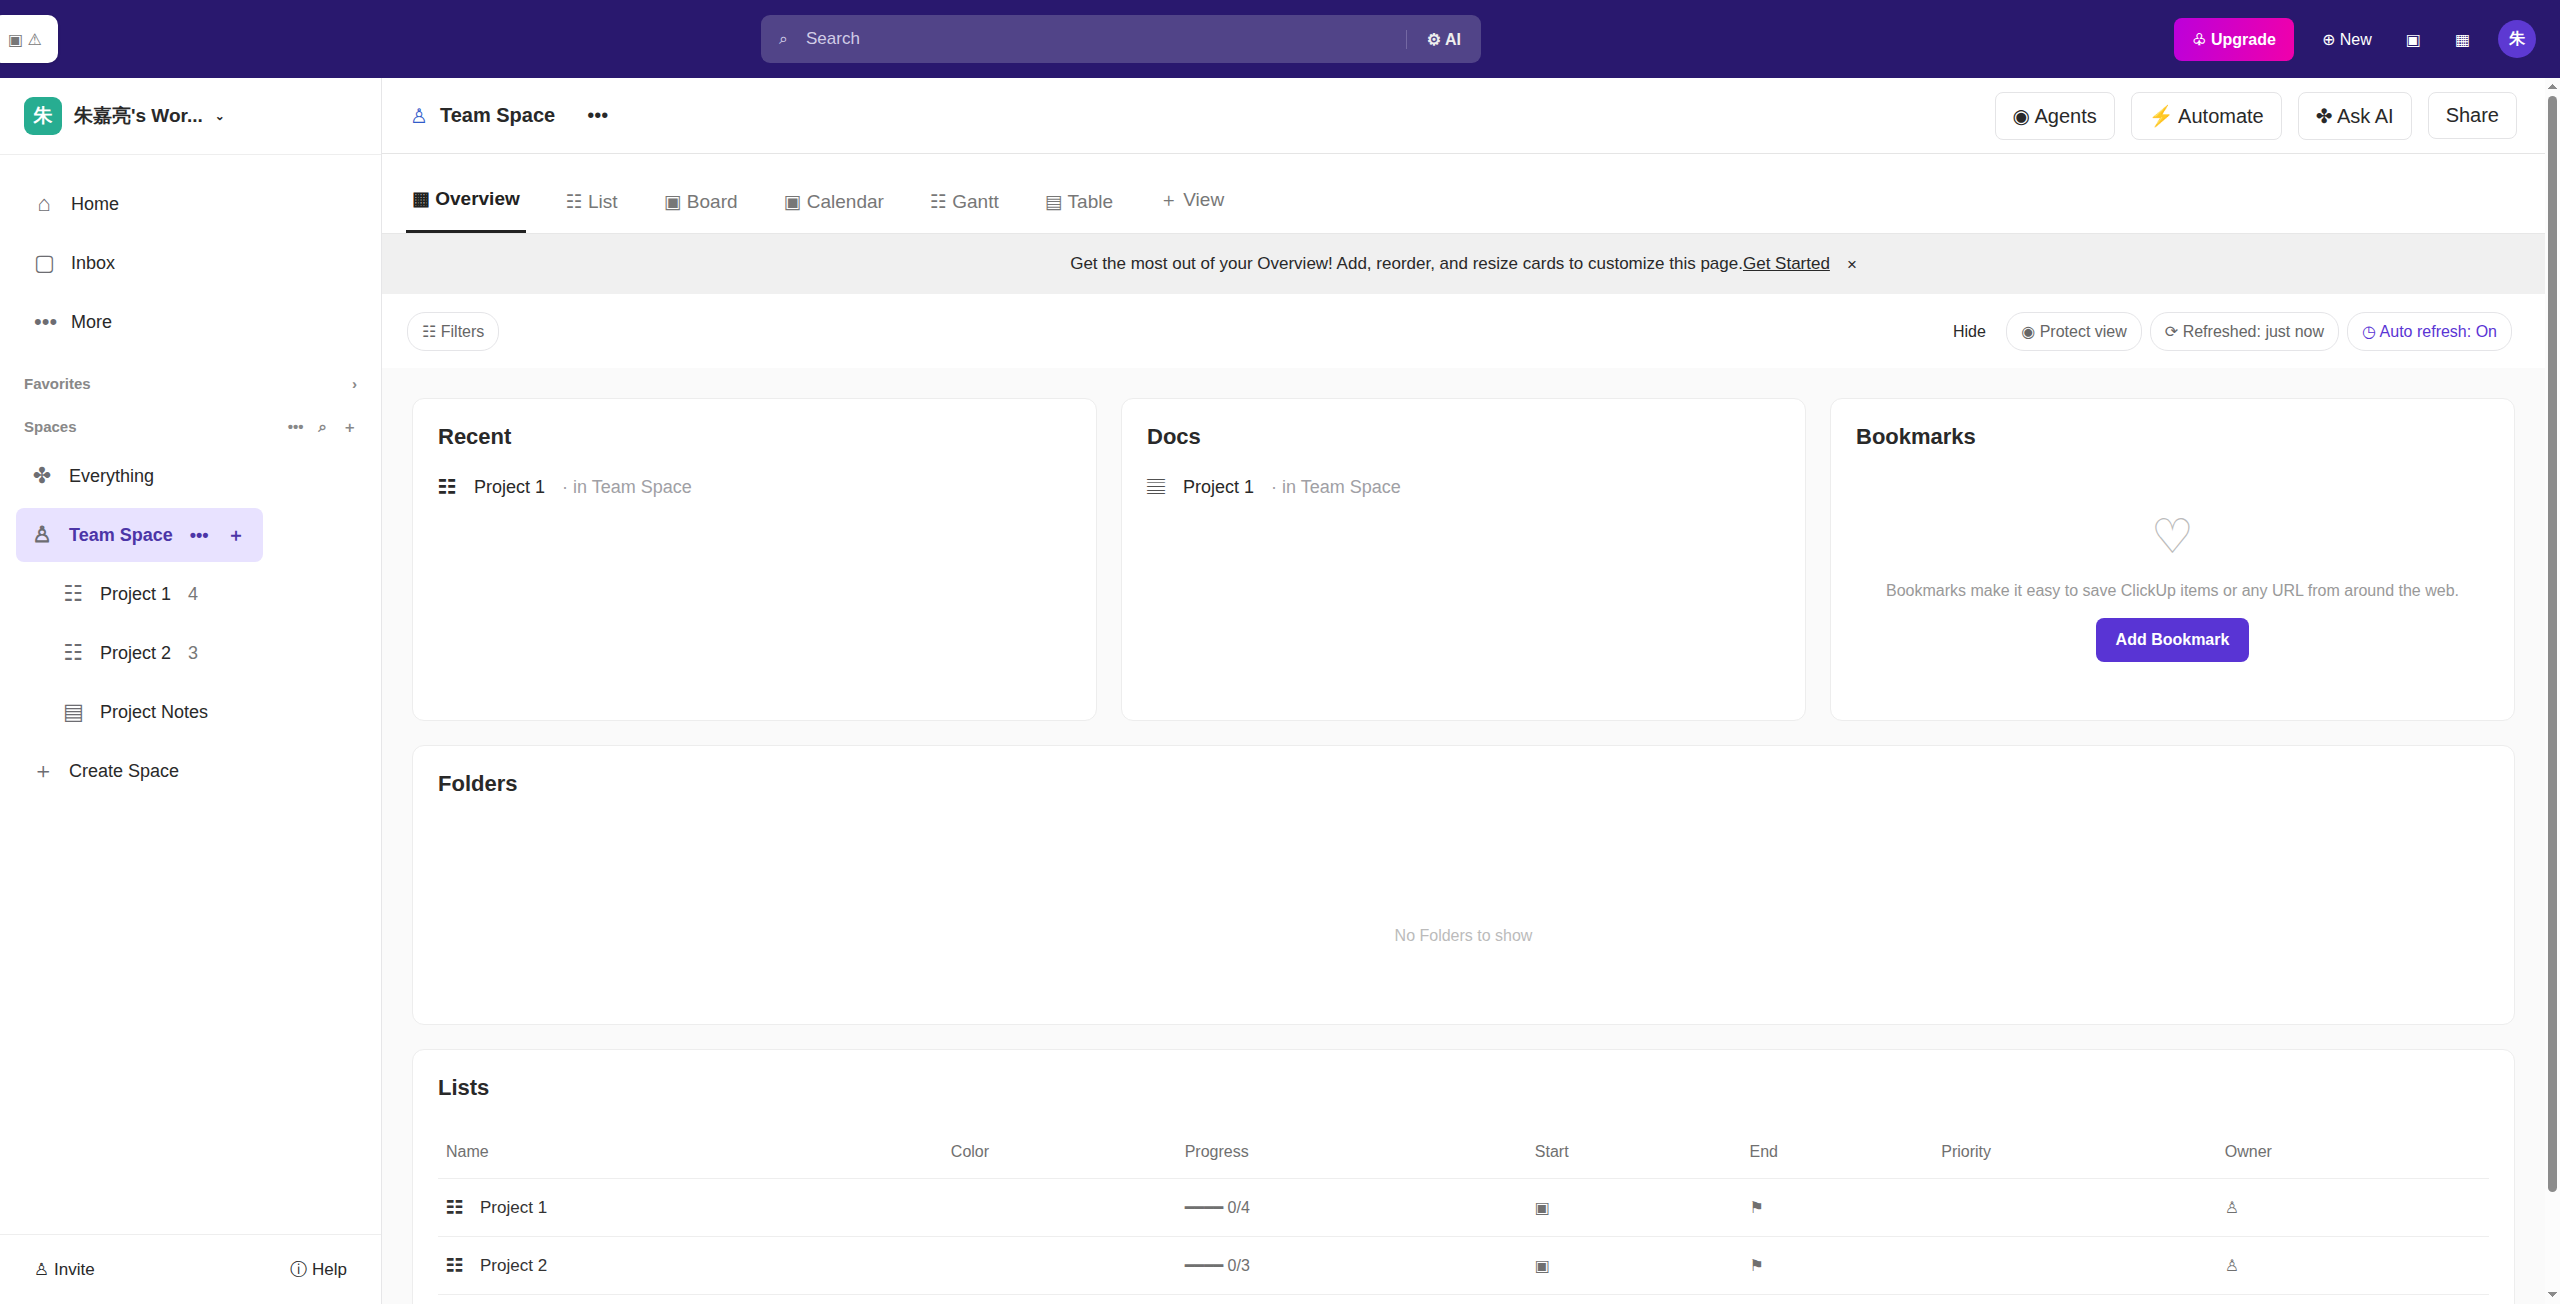 Search AI
Upgrade New 朱
朱 朱嘉亮's Wor...
Home
Inbox
More
Favorites
Spaces
Everything
Team Space
Project 1 4
Project 2 3
Project Notes
Create Space
Invite Help
Team Space •••
Agents Automate Ask AI Share
Overview List Board Calendar Gantt Table + View
Get the most out of your Overview! Add, reorder, and resize cards to customize this page.Get Started ×
Filters
Hide Protect view Refreshed: just now Auto refresh: On
Recent
Project 1 · in Team Space
Docs
Project 1 · in Team Space
Bookmarks
Bookmarks make it easy to save ClickUp items or any URL from around the web.
Add Bookmark
Folders
No Folders to show
Lists
Name Color Progress Start End Priority Owner
Project 1 0/4
Project 2 0/3